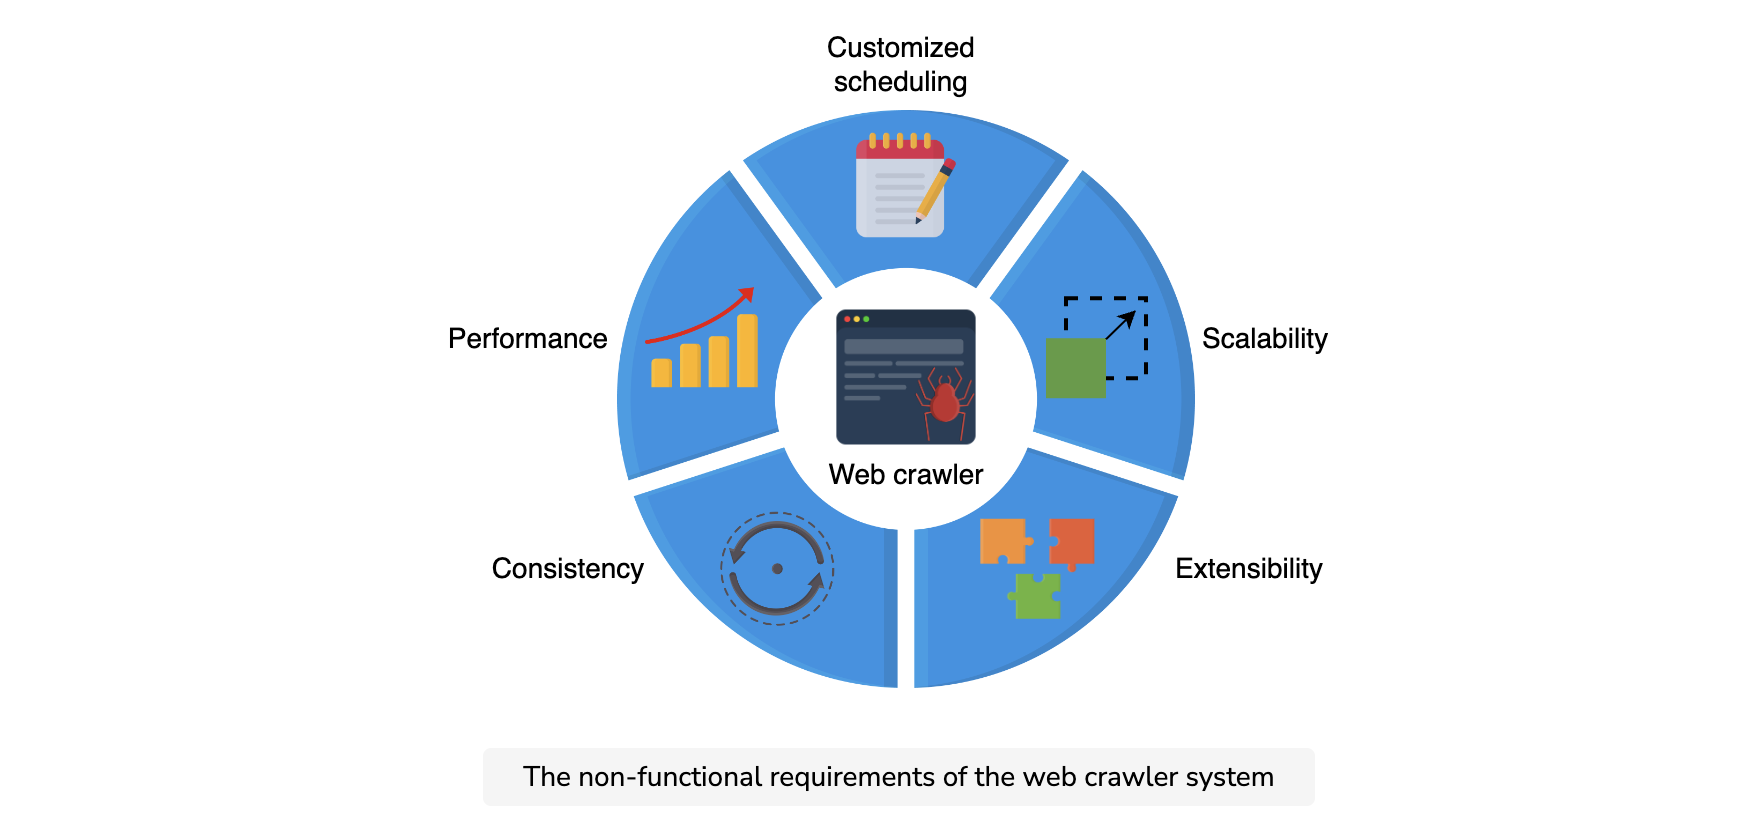 Customized
scheduling
Performance
Scalability
Web crawler
Consistency
Extensibility
The non-functional requirements of the web crawler system